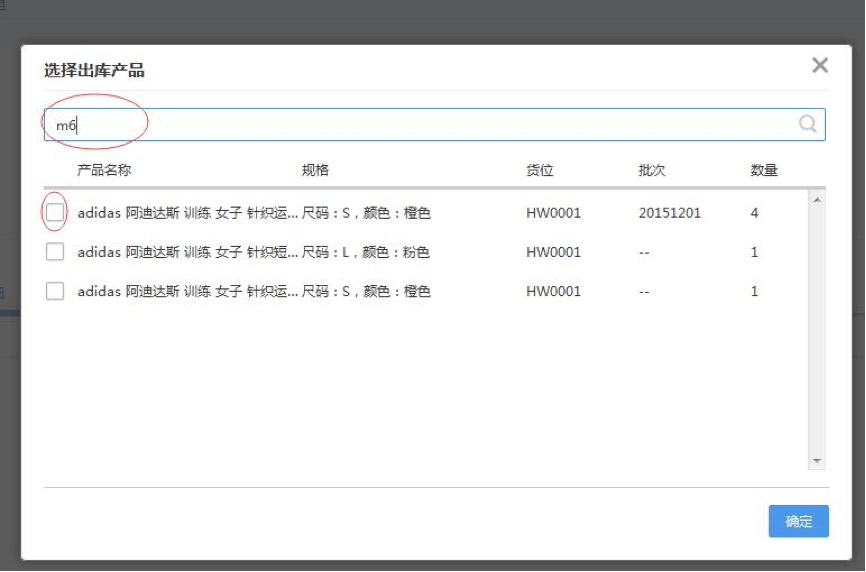 选择出库产品
m6
产品名称 规格 货位 批次 数量
adidas 阿迪达斯 训练 女子 针织运... 尺码：S，颜色：橙色 HW0001 20151201 4
adidas 阿迪达斯 训练 女子 针织短... 尺码：L，颜色：粉色 HW0001 -- 1
adidas 阿迪达斯 训练 女子 针织运... 尺码：S，颜色：橙色 HW0001 -- 1
确定